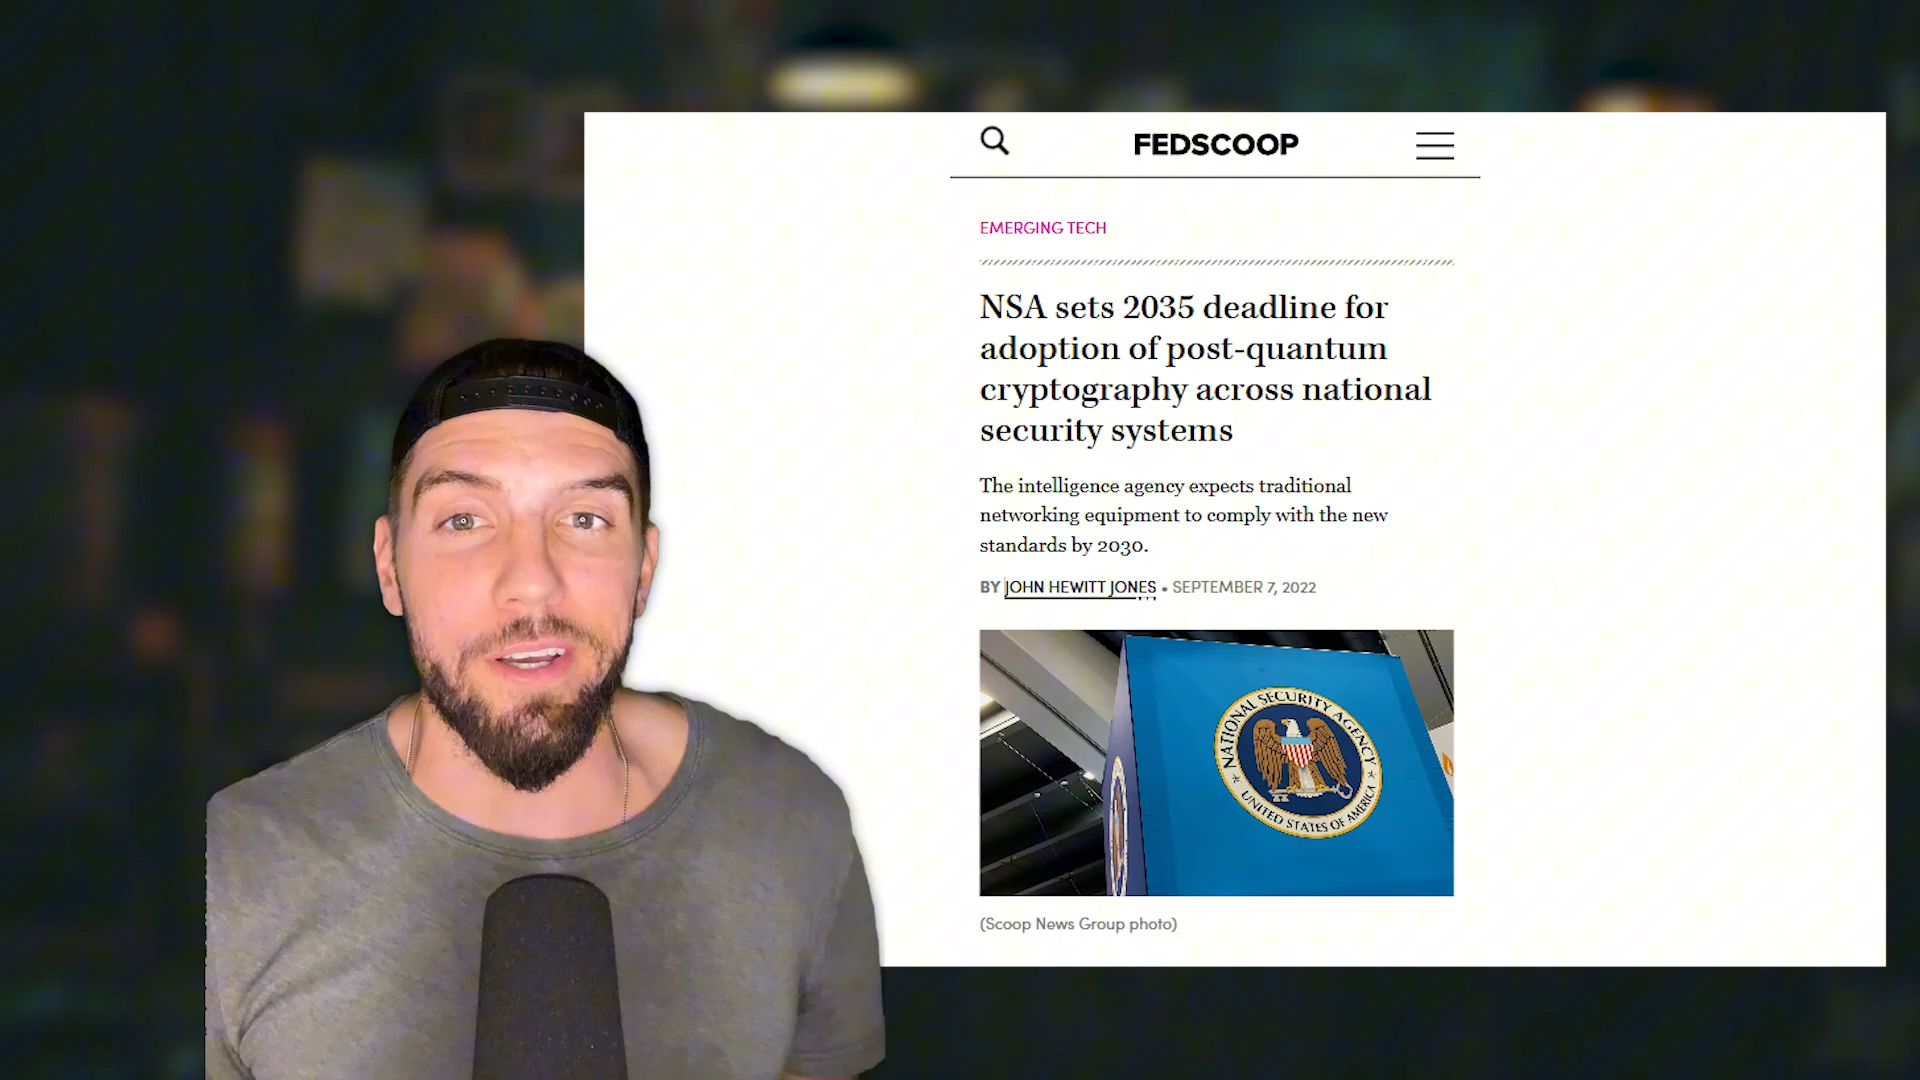 FEDSCOOP
EMERGING TECH
NSA sets 2035 deadline for
adoption of post-quantum
cryptography across national
security systems
The intelligence agency expects traditional
networking equipment to comply with the new
standards by 2030.
BY JOHN HEWITT JONES • SEPTEMBER 7, 2022
NATIONAL SECURITY AGENCY
UNITED STATES OF AMERICA
(Scoop News Group photo)